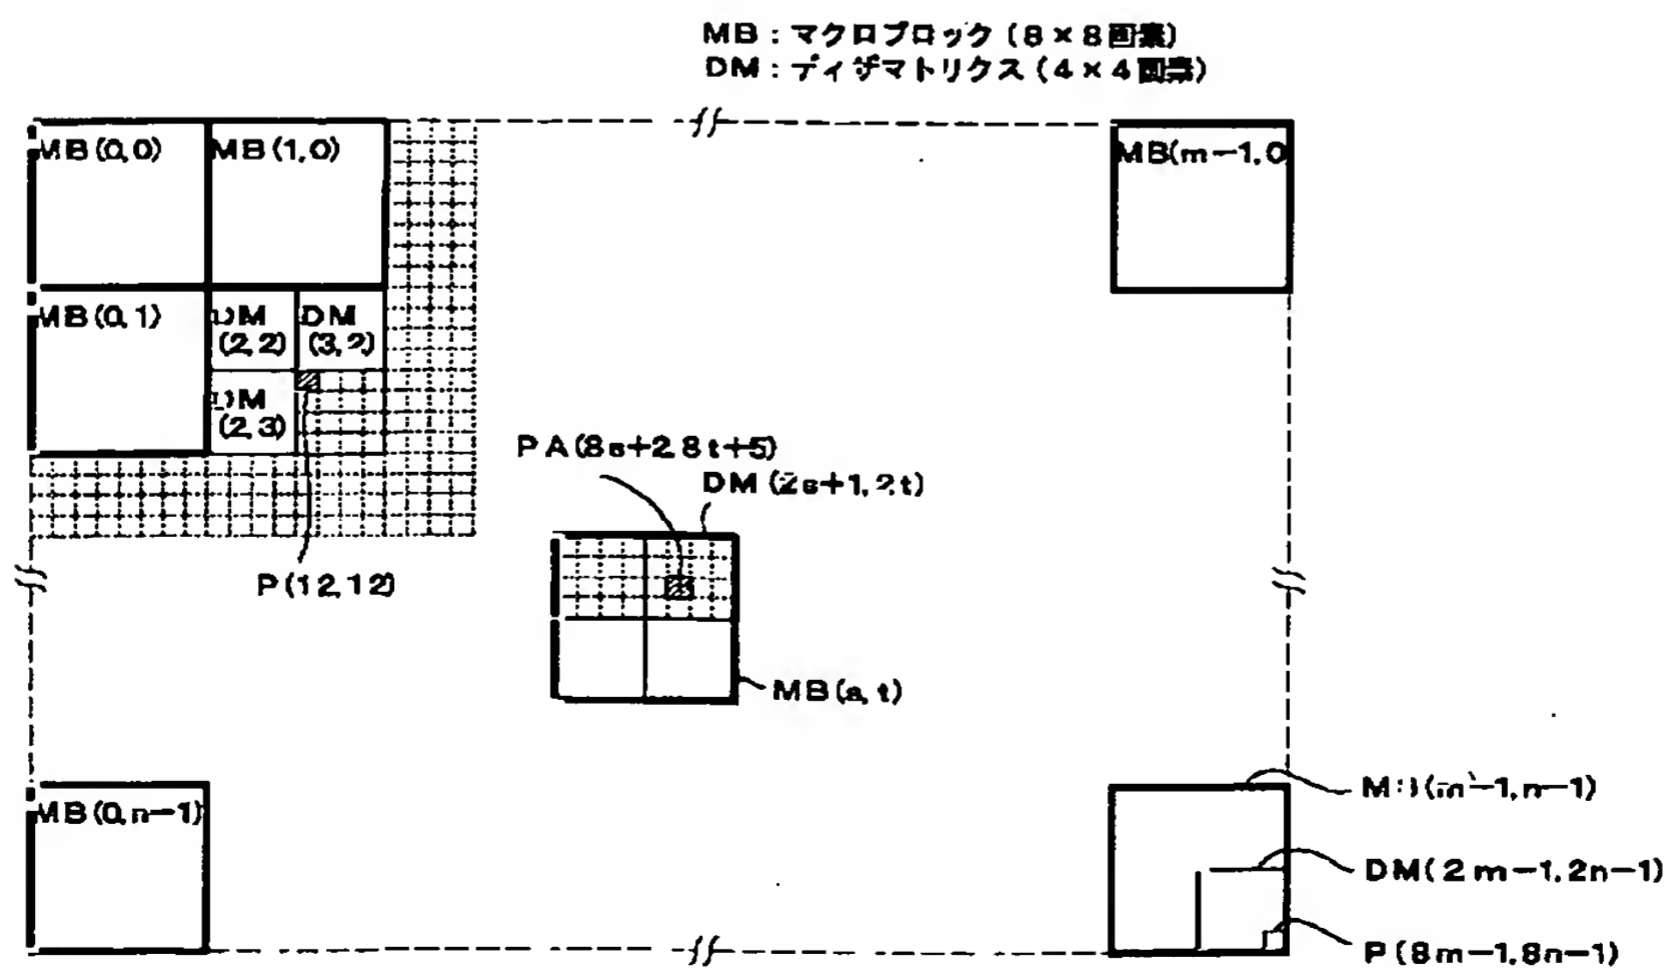 MB:マクロブロック(8×8画素)
DM:ディザマトリクス(4×4画素)
MB(0,0)
MB(1,0)
MB(m-1,0
MB(0,1)
DM
(2,2)
DM
(3,2)
DM
(2,3)
PA(8s+2.8t+5)
DM(2s+1,2t)
P(12,12)
MB(s,t)
MB(0,n-1)
MB(m-1,n-1)
DM(2m-1,2n-1)
P(8m-1,8n-1)